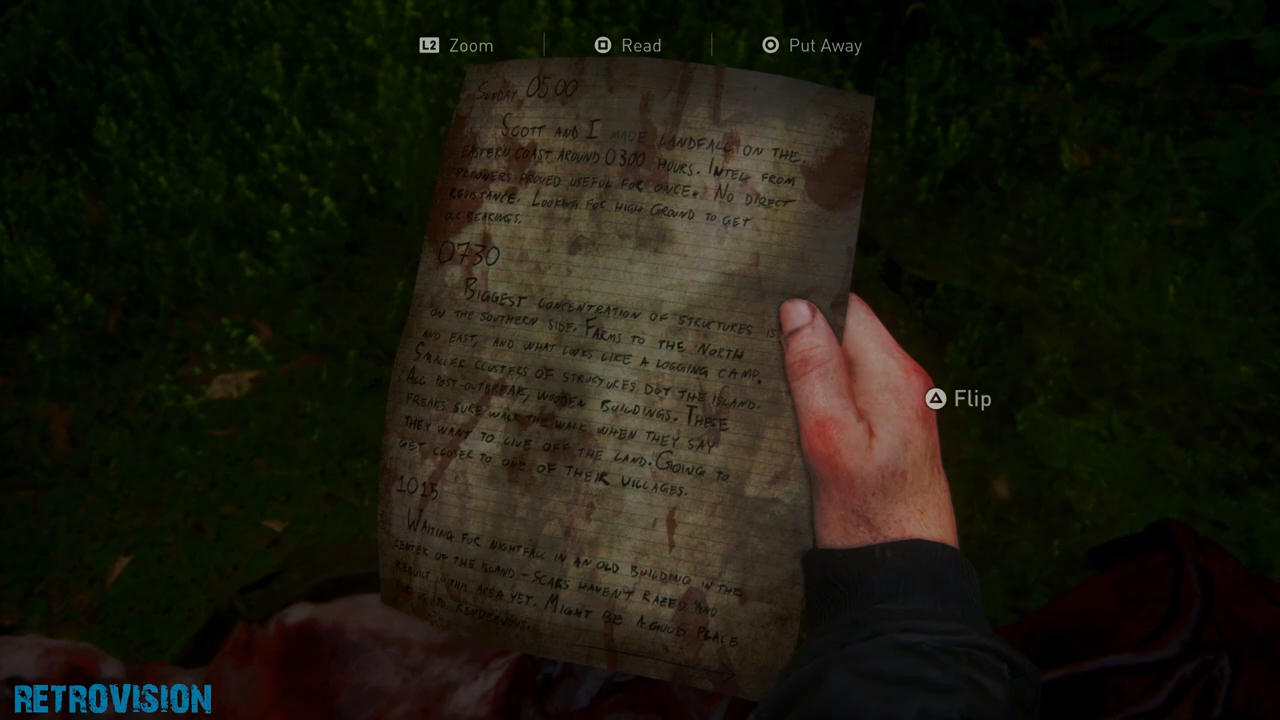 L2 Zoom
Read
Put Away
SUNDAY 0500
SCOTT AND I MADE LANDFALL ON THE
EASTERN COAST AROUND 0300 HOURS. INTEL FROM
PROVED USEFUL FOR ONCE. NO DIRECT
RESISTANCE. LOOKING FOR HIGH GROUND TO GET
OUR BEARINGS.
0730
BIGGEST CONCENTRATION OF STRUCTURES IS
ON THE SOUTHERN SIDE. FARMS TO THE NORTH
AND EAST, AND WHAT LOOKS LIKE A LOGGING CAMP.
SMALLER CLUSTERS OF STRUCTURES DOT THE ISLAND.
ALL POST-OUTBREAK, WOODEN BUILDINGS. THESE
FREAKS SURE WALK THE WALK WHEN THEY SAY
THEY WANT TO LIVE OFF THE LAND. GOING TO
GET CLOSER TO ONE OF THEIR VILLAGES.
1015
WAITING FOR NIGHTFALL IN AN OLD BUILDING IN THE
CENTER OF THE ISLAND - SCARS HAVEN'T RAZED AND
REBUILT IN THIS AREA YET. MIGHT BE A GOOD PLACE
Flip
RETROVISION